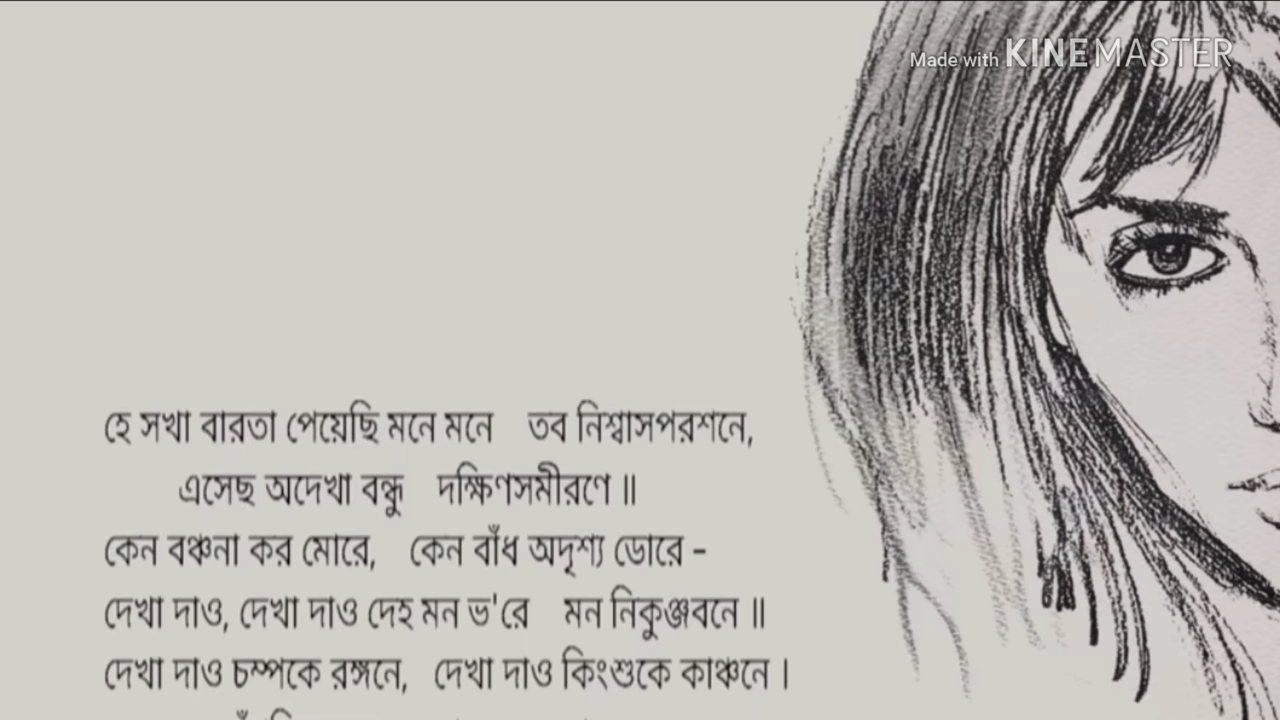 Made with KINEMASTER
হে সখা বারতা পেয়েছি মনে মনে তব নিশ্বাসপরশনে,
এসেছ অদেখা বন্ধু দক্ষিণসমীরণে ॥
কেন বঞ্চনা কর মোরে, কেন বাঁধ অদৃশ্য ডোরে -
দেখা দাও, দেখা দাও দেহ মন ভ'রে মন নিকুঞ্জবনে ॥
দেখা দাও চম্পকে রঙ্গনে, দেখা দাও কিংশুকে কাঞ্চনে ।